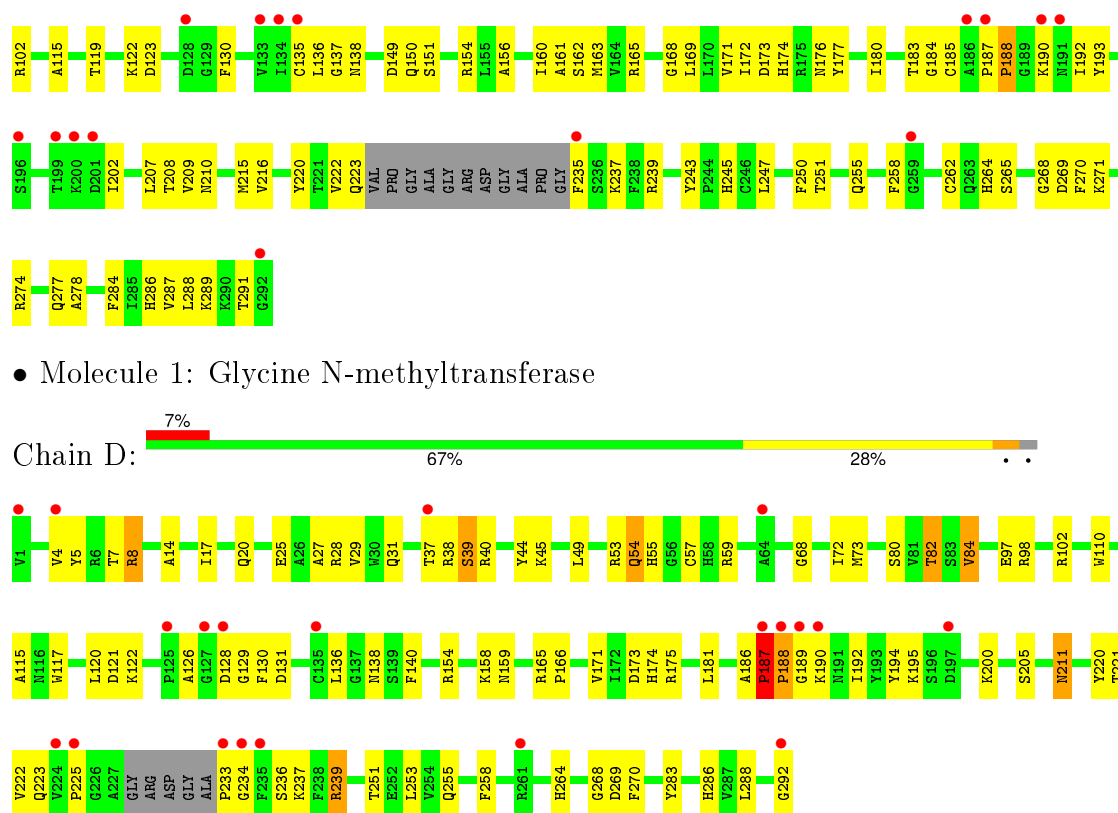 R102 A115 T119 K122 D123 D128 G129 F130 V133 I134 C135 L136 G137 N138 D149 Q150 S151 R154 L155 A156 I160 A161 S162 M163 V164 R165 G168 L169 L170 V171 I172 D173 H174 R175 N176 Y177 I180 T183 G184 C185 A186 P187 P188 G189 K190 N191 I192 Y193
S196 T199 K200 D201 I202 L207 T208 V209 N210 M215 V216 Y220 T221 V222 Q223 VAL PRO GLY ALA GLY ARG ASP GLY ALA PRO GLY F235 S236 K237 F238 R239 Y243 P244 H245 C246 L247 F250 T251 Q255 F258 G259 C262 Q263 H264 S265 G268 D269 F270 K271
R274 Q277 A278 F284 I285 H286 V287 L288 K289 K290 T291 G292
• Molecule 1: Glycine N-methyltransferase
7%
Chain D:
67% 28% . .
V1 V4 Y5 R6 T7 R8 A14 I17 Q20 E25 A26 A27 R28 V29 W30 Q31 T37 R38 S39 R40 Y44 K45 L49 R53 Q54 H55 G56 C57 H58 R59 A64 G68 I72 M73 S80 V81 T82 S83 V84 E97 R98 R102 W110
A115 N116 W117 L120 D121 K122 P125 A126 G127 D128 G129 F130 D131 C135 L136 G137 N138 S139 F140 R154 K158 N159 R165 P166 V171 I172 D173 H174 R175 L181 A186 P187 P188 G189 K190 N191 I192 Y193 Y194 K195 S196 D197 K200 S205 N211 Y220 T221
V222 Q223 V224 P225 G226 A227 GLY ARG ASP GLY ALA P233 G234 F235 S236 K237 F238 R239 T251 E252 L253 V254 Q255 F258 R261 H264 G268 D269 F270 Y283 H286 V287 L288 G292